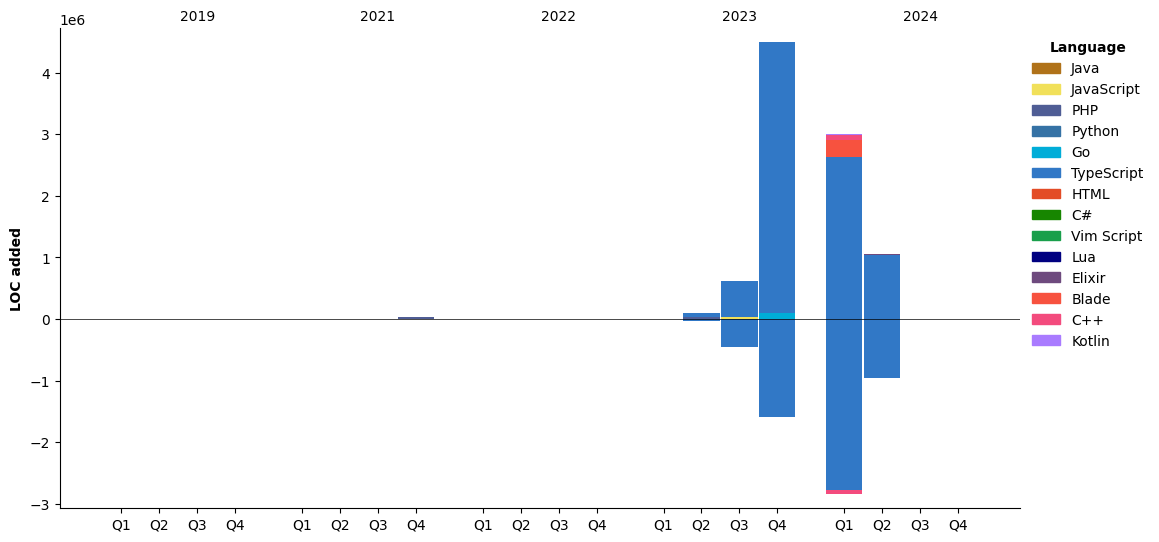 2019 2021 2022 2023 2024
1e6
Language
Java
JavaScript
PHP
Python
Go
TypeScript
HTML
C#
Vim Script
Lua
Elixir
Blade
C++
Kotlin
LOC added
4
3
2
1
0
−1
−2
−3
Q1 Q2 Q3 Q4 Q1 Q2 Q3 Q4 Q1 Q2 Q3 Q4 Q1 Q2 Q3 Q4 Q1 Q2 Q3 Q4